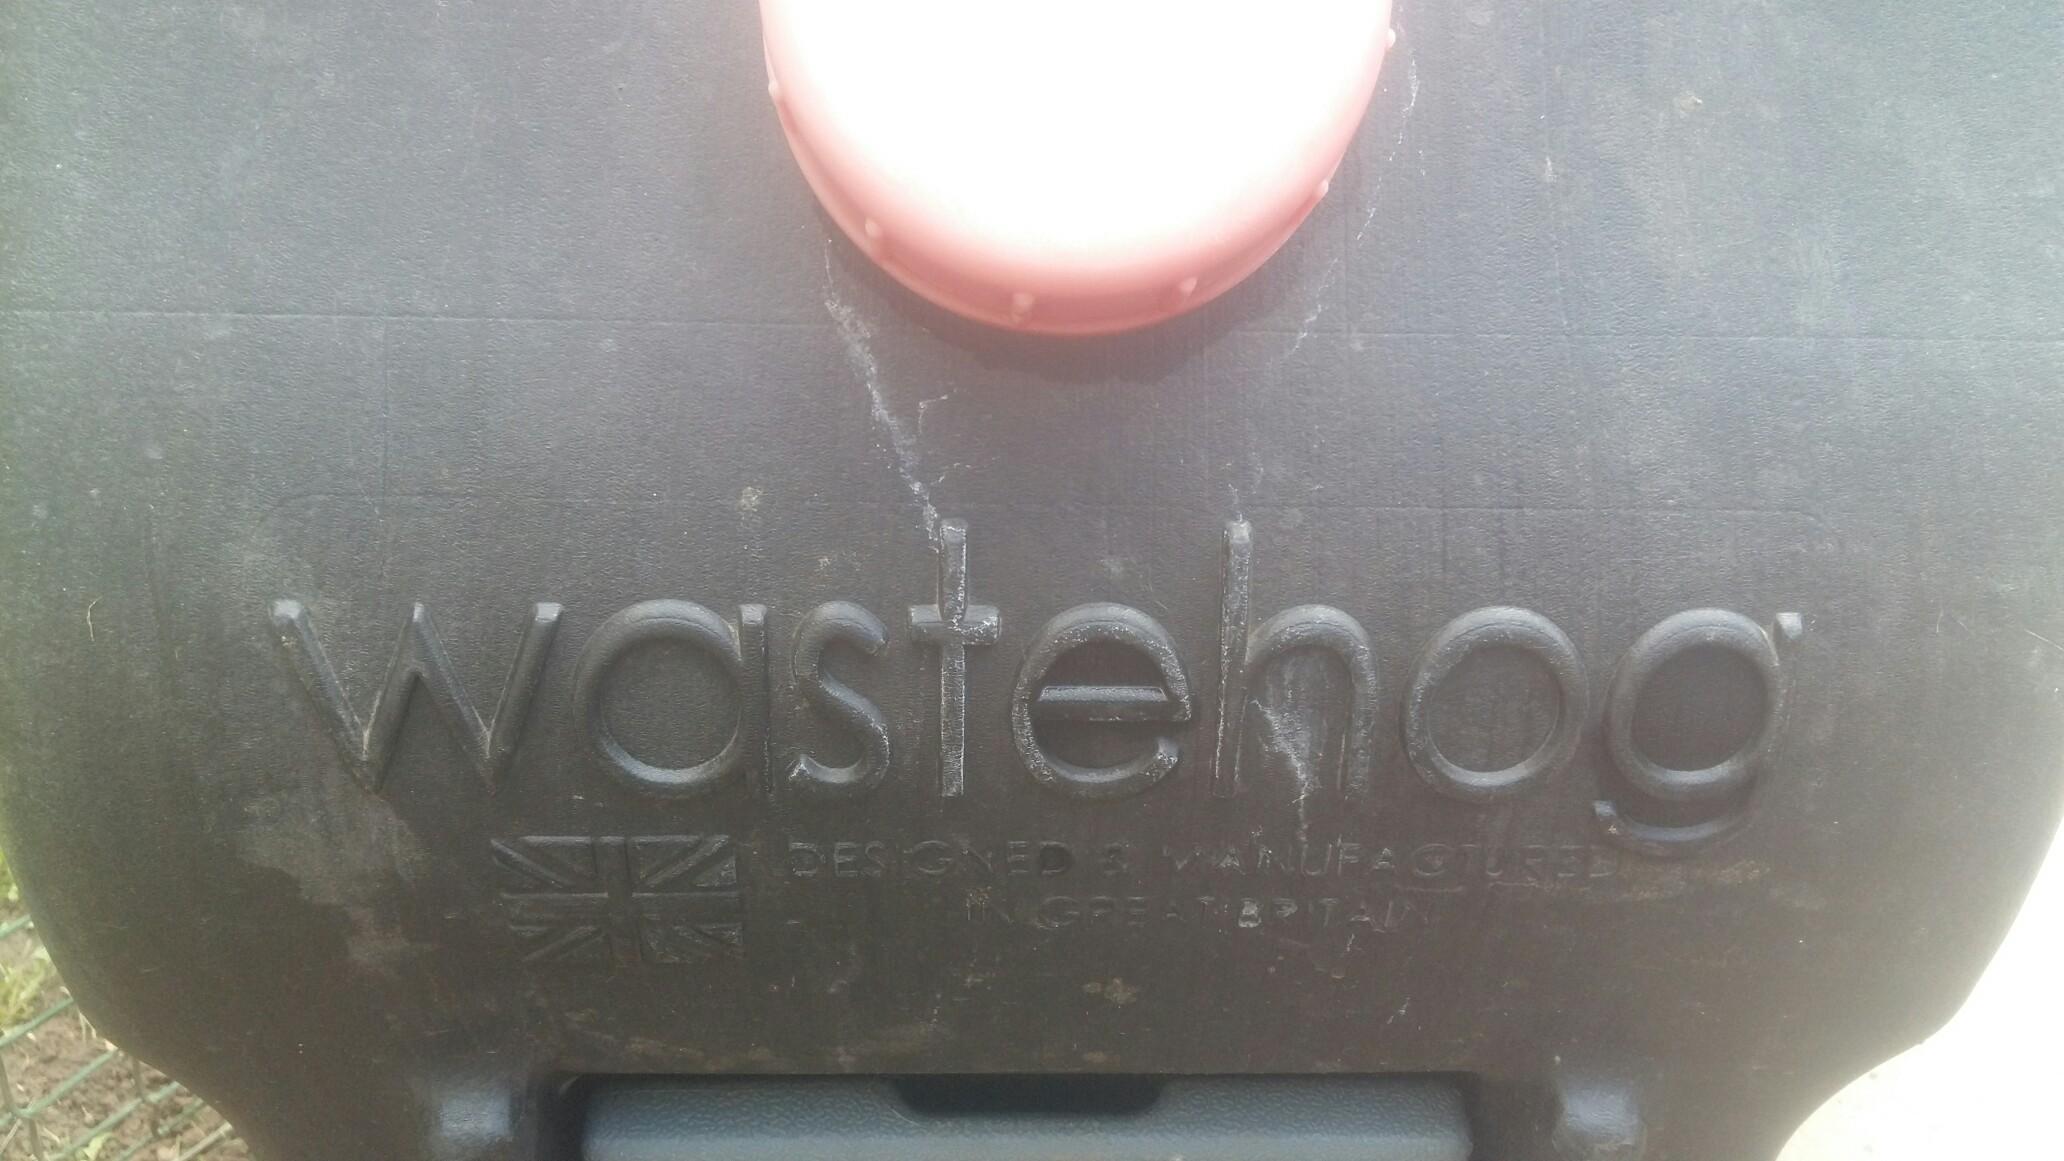 wastehog
DESIGNED & MANUFACTURED
IN GREAT BRITAIN